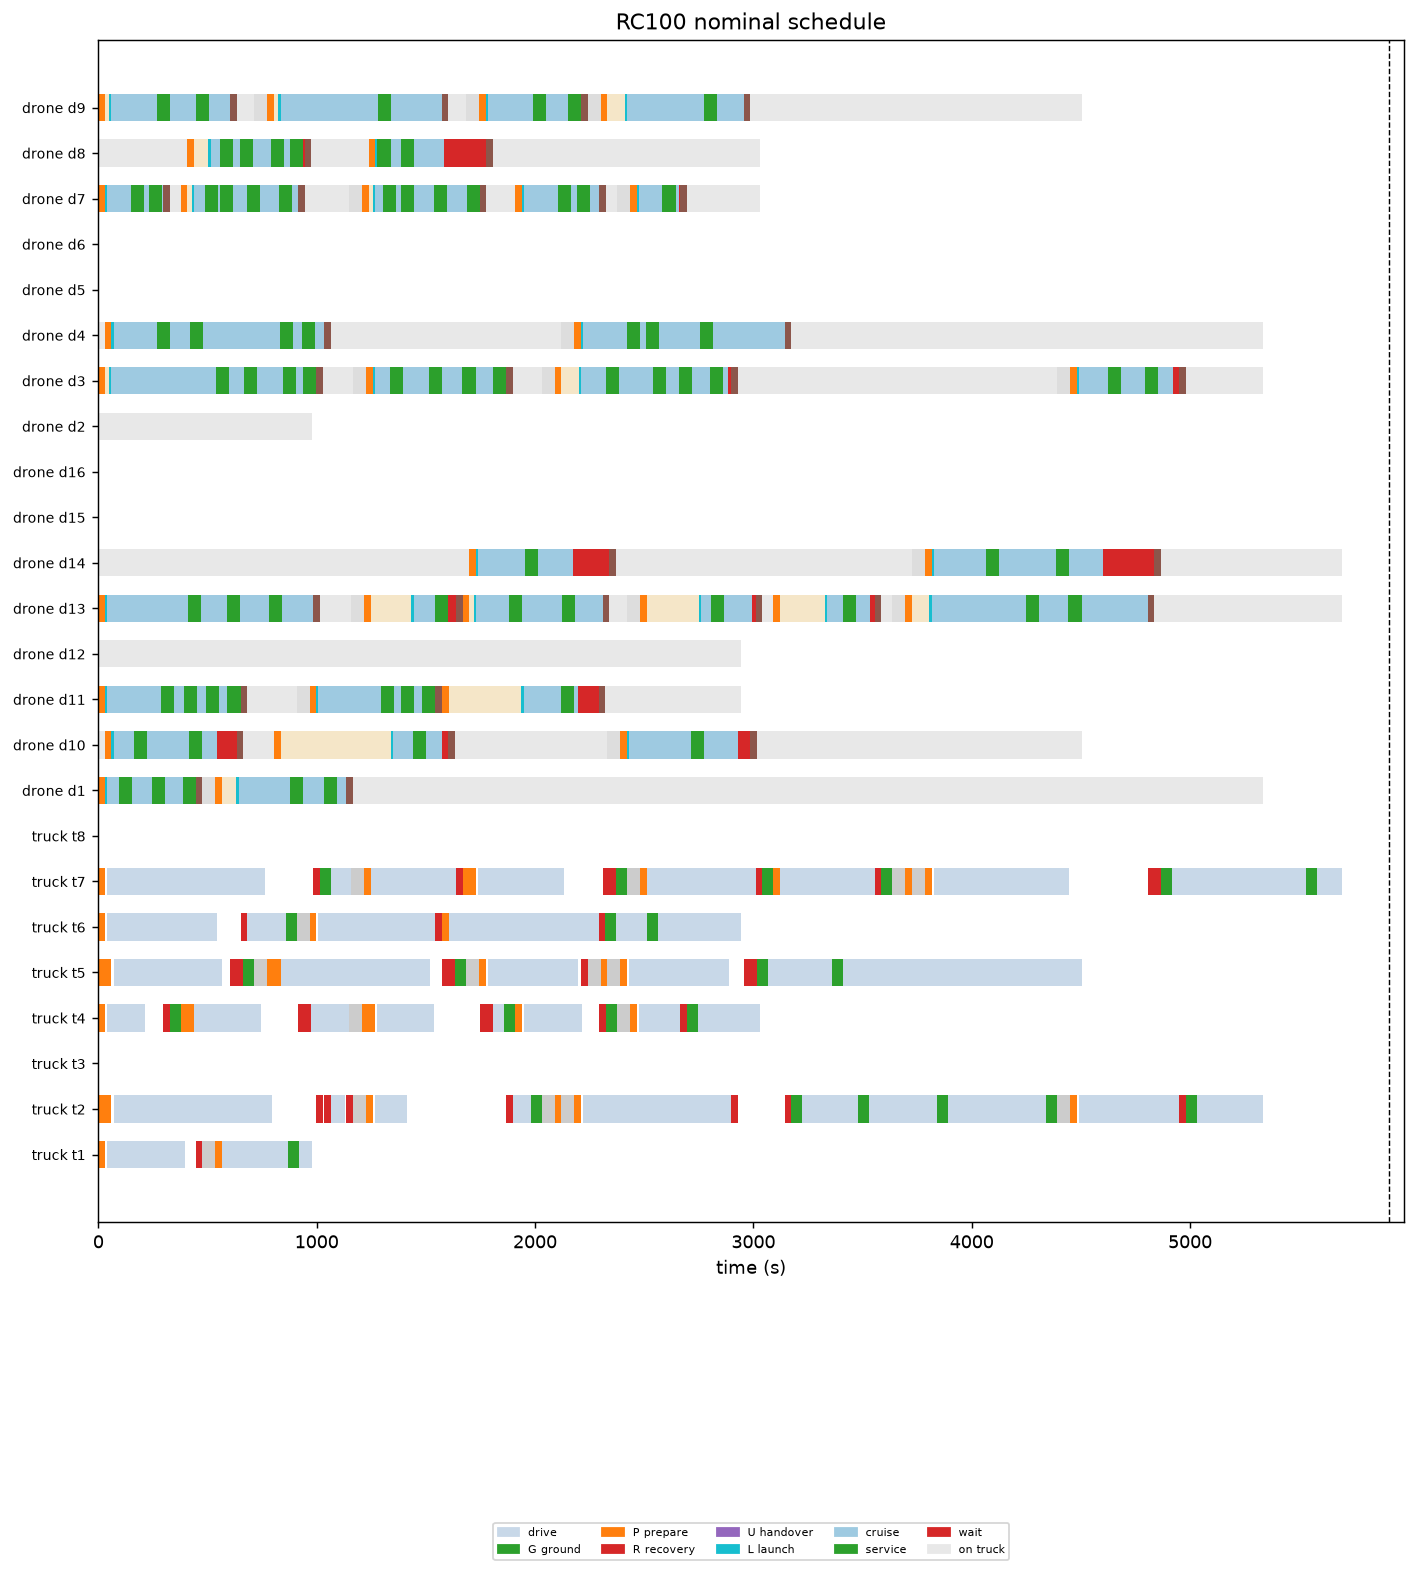 RC100 nominal schedule
drone d9
drone d8
drone d7
drone d6
drone d5
drone d4
drone d3
drone d2
drone d16
drone d15
drone d14
drone d13
drone d12
drone d11
drone d10
drone d1
truck t8
truck t7
truck t6
truck t5
truck t4
truck t3
truck t2
truck t1
0 1000 2000 3000 4000 5000
time (s)
drive P prepare U handover cruise wait
G ground R recovery L launch service on truck